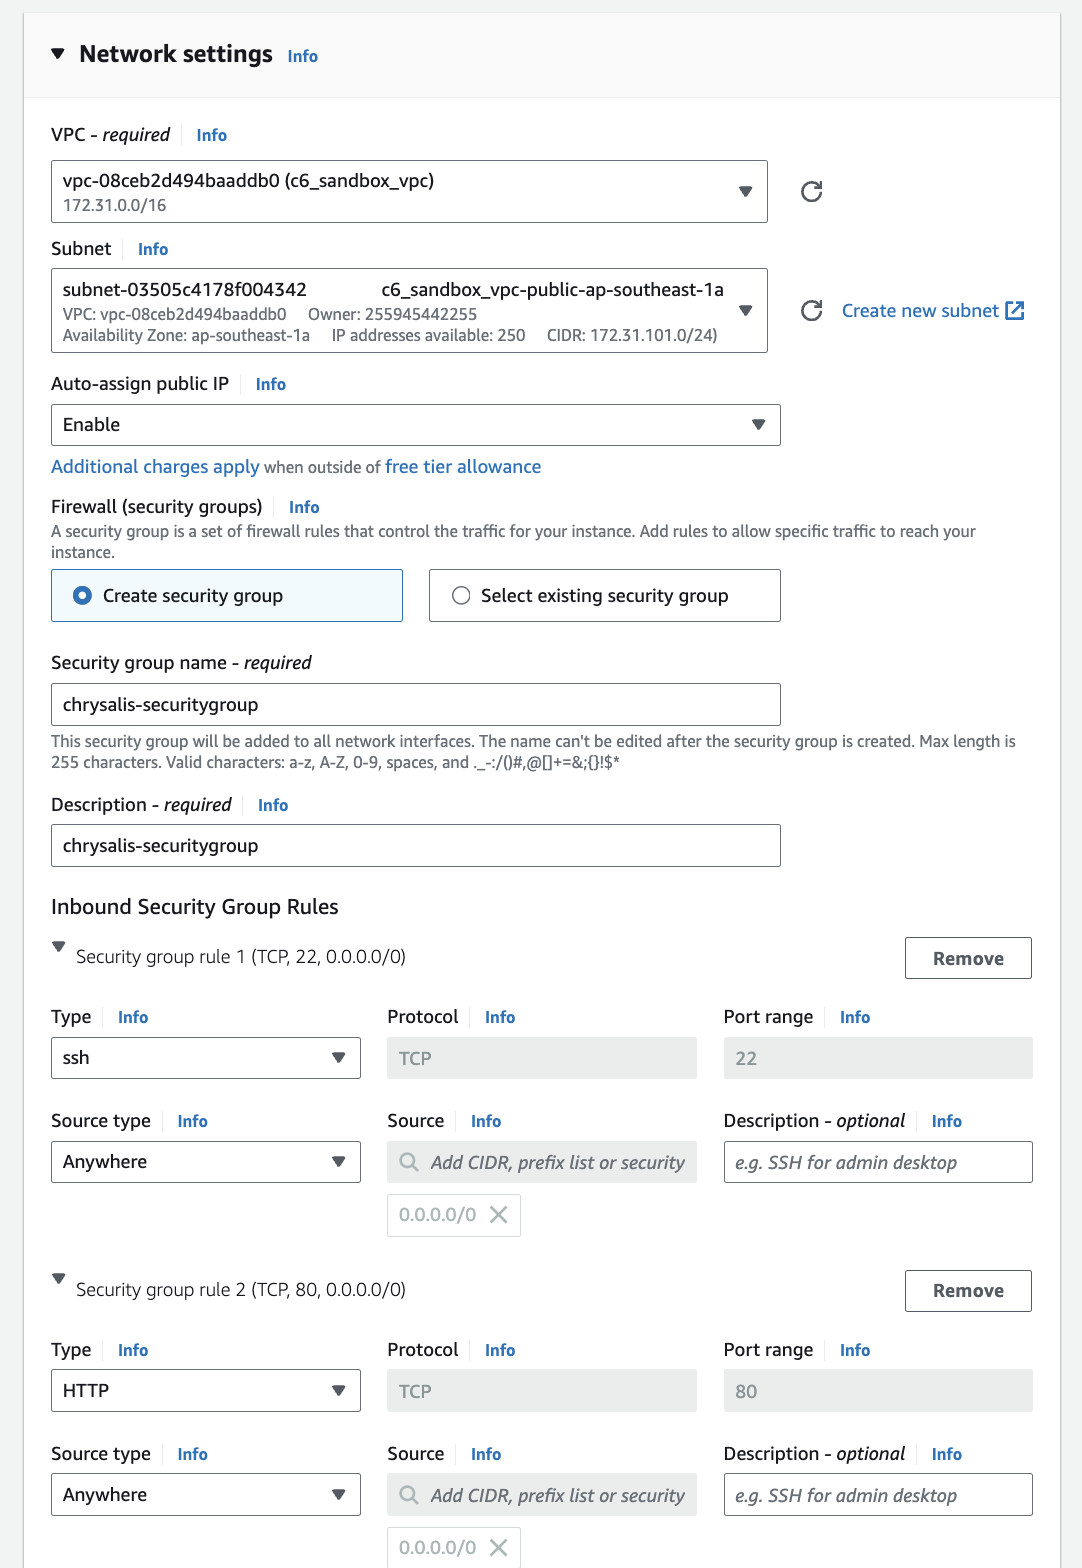 Network settings Info
VPC - required Info
vpc-08ceb2d494baaddb0 (c6_sandbox_vpc)
172.31.0.0/16
Subnet Info
subnet-03505c4178f004342 c6_sandbox_vpc-public-ap-southeast-1a
VPC: vpc-08ceb2d494baaddb0 Owner: 255945442255
Availability Zone: ap-southeast-1a IP addresses available: 250 CIDR: 172.31.101.0/24)
Create new subnet
Auto-assign public IP Info
Enable
Additional charges apply when outside of free tier allowance
Firewall (security groups) Info
A security group is a set of firewall rules that control the traffic for your instance. Add rules to allow specific traffic to reach your
instance.
Create security group Select existing security group
Security group name - required
chrysalis-securitygroup
This security group will be added to all network interfaces. The name can't be edited after the security group is created. Max length is
255 characters. Valid characters: a-z, A-Z, 0-9, spaces, and ._-:/()#,@[]+=&;{}!$*
Description - required Info
chrysalis-securitygroup
Inbound Security Group Rules
Security group rule 1 (TCP, 22, 0.0.0.0/0) Remove
Type Info Protocol Info Port range Info
ssh TCP 22
Source type Info Source Info Description - optional Info
Anywhere Add CIDR, prefix list or security e.g. SSH for admin desktop
0.0.0.0/0
Security group rule 2 (TCP, 80, 0.0.0.0/0) Remove
Type Info Protocol Info Port range Info
HTTP TCP 80
Source type Info Source Info Description - optional Info
Anywhere Add CIDR, prefix list or security e.g. SSH for admin desktop
0.0.0.0/0